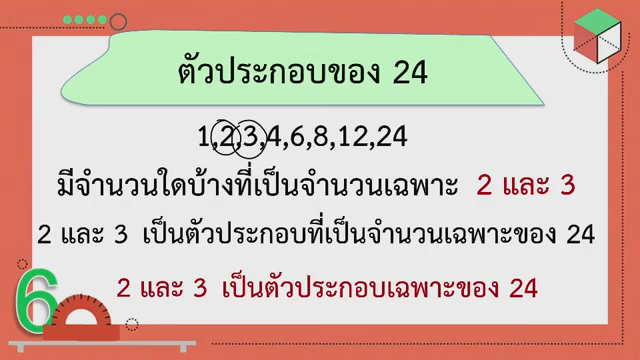 ตัวประกอบของ 24
1,2,3,4,6,8,12,24
มีจำนวนใดบ้างที่เป็นจำนวนเฉพาะ 2 และ 3
2 และ 3 เป็นตัวประกอบที่เป็นจำนวนเฉพาะของ 24
2 และ 3 เป็นตัวประกอบเฉพาะของ 24
6